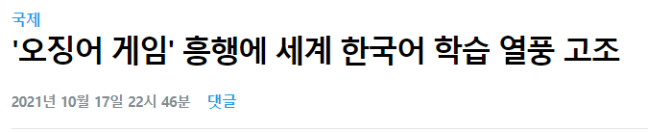 국제
'오징어 게임' 흥행에 세계 한국어 학습 열풍 고조
2021년 10월 17일 22시 46분 댓글